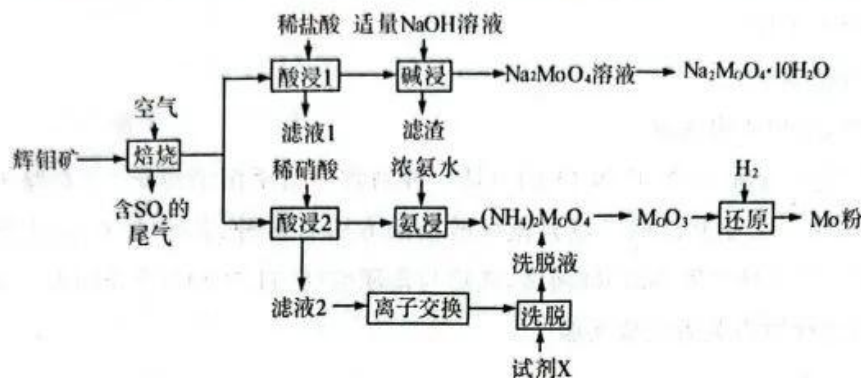 稀盐酸 适量NaOH溶液
酸浸1 碱浸 Na₂MoO₄溶液 Na₂M₀O₄·10H₂O
空气
滤液1 滤渣
辉钼矿 焙烧
稀硝酸 浓氨水 H₂
含SO₂的尾气
酸浸2 氨浸 (NH₄)₂MoO₄ MoO₃ 还原 Mo粉
洗脱液
滤液2 离子交换 洗脱
试剂X